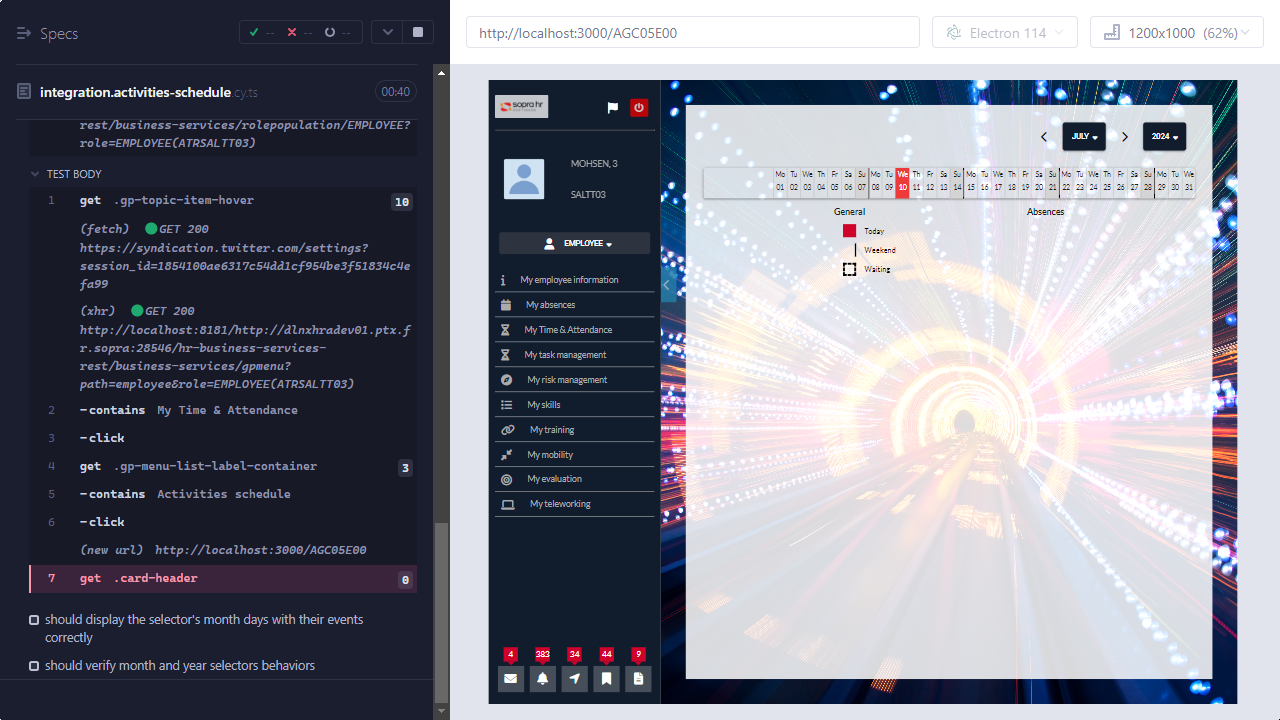 Specs
-- -- --
integration.activities-schedule.cy.ts 00:40
rest/business-services/rolepopulation/EMPLOYEE?
role=EMPLOYEE(ATRSALTT03)
TEST BODY
1 get .gp-topic-item-hover 10
(fetch) GET 200
https://syndication.twitter.com/settings?
session_id=1854100ae6317c54dd1cf954be3f51834c4e
fa99
(xhr) GET 200
http://localhost:8181/http://dlnxhradev01.ptx.f
r.sopra:28546/hr-business-services-
rest/business-services/gpmenu?
path=employee&role=EMPLOYEE(ATRSALTT03)
2 -contains My Time & Attendance
3 -click
4 get .gp-menu-list-label-container 3
5 -contains Activities schedule
6 -click
(new url) http://localhost:3000/AGC05E00
7 get .card-header 0
should display the selector's month days with their events
correctly
should verify month and year selectors behaviors
http://localhost:3000/AGC05E00
Electron 114
1200x1000 (62%)
sopra hr
MOHSEN, 3
SALTT03
EMPLOYEE
My employee information
My absences
My Time & Attendance
My task management
My risk management
My skills
My training
My mobility
My evaluation
My teleworking
4 383 34 44 9
JULY 2024
Mo Tu We Th Fr Sa Su Mo Tu We Th Fr Sa Su Mo Tu We Th Fr Sa Su Mo Tu We Th Fr Sa Su Mo Tu We
01 02 03 04 05 06 07 08 09 10 11 12 13 14 15 16 17 18 19 20 21 22 23 24 25 26 27 28 29 30 31
General Absences
Today
Weekend
Waiting